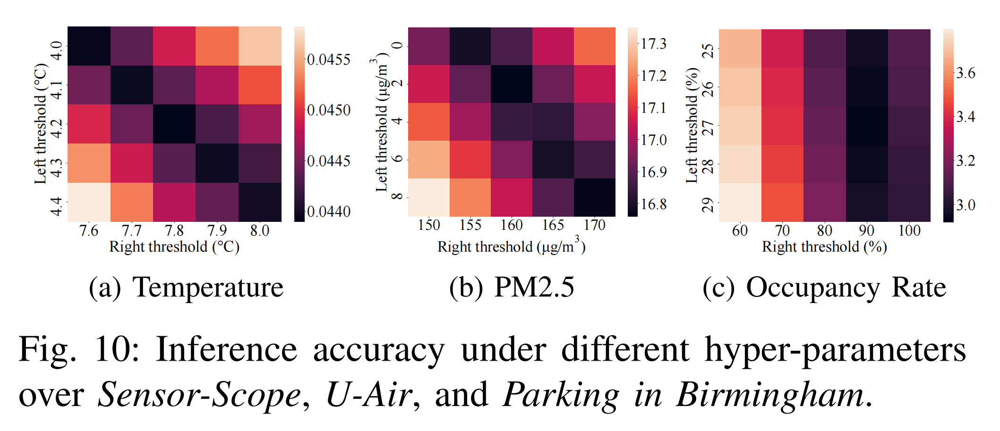 Left threshold (°C)
4.0
4.1
4.2
4.3
4.4
7.6 7.7 7.8 7.9 8.0
Right threshold (°C)
0.0455
0.0450
0.0445
0.0440
(a) Temperature
Left threshold (μg/m³)
0
2
4
6
8
150 155 160 165 170
Right threshold (μg/m³)
17.3
17.2
17.1
17.0
16.9
16.8
(b) PM2.5
Left threshold (%)
25
26
27
28
29
60 70 80 90 100
Right threshold (%)
3.6
3.4
3.2
3.0
(c) Occupancy Rate
Fig. 10: Inference accuracy under different hyper-parameters
over Sensor-Scope, U-Air, and Parking in Birmingham.